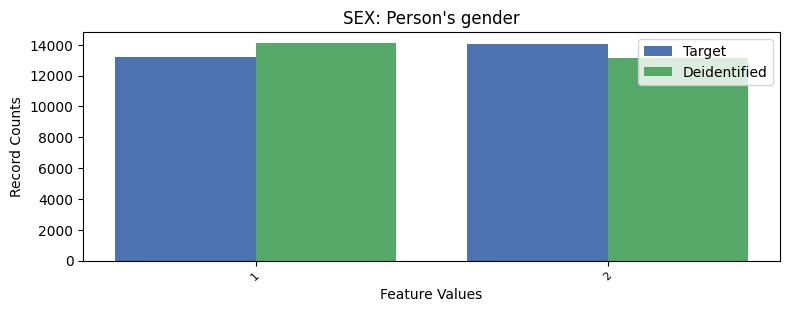 SEX: Person's gender
Target
Deidentified
Record Counts
14000
12000
10000
8000
6000
4000
2000
0
1
2
Feature Values